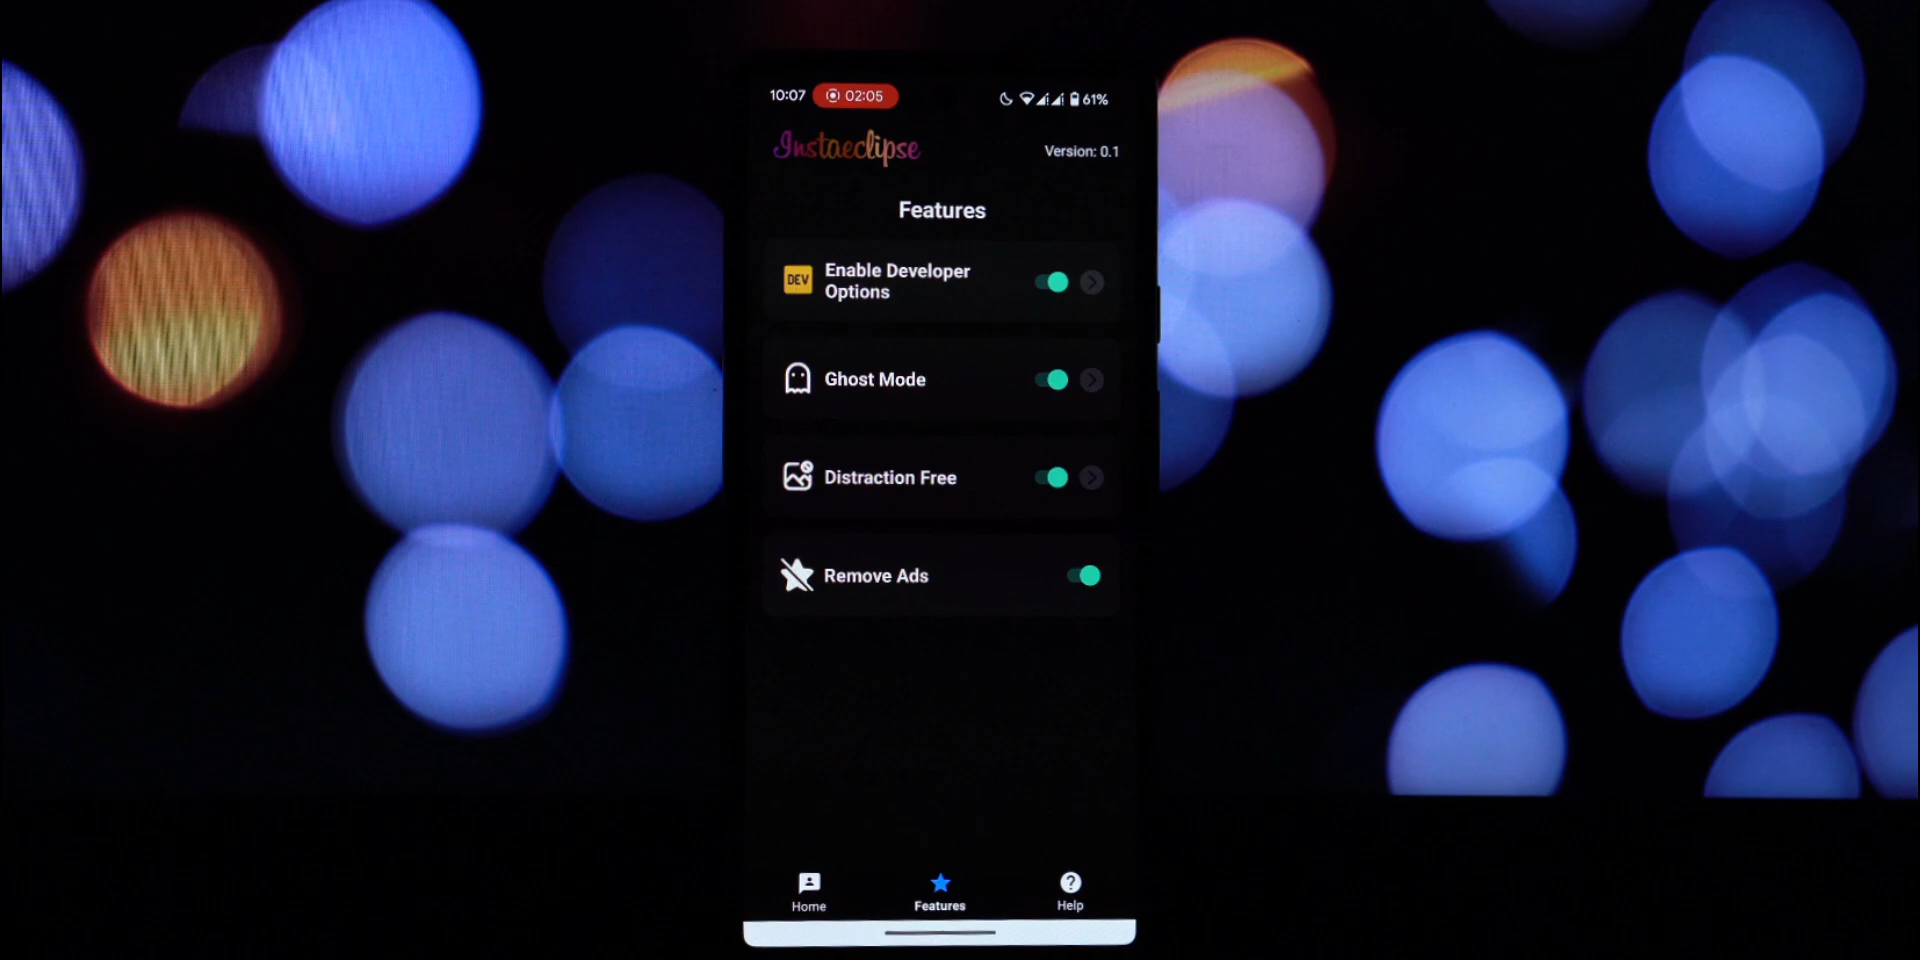 10:07 02:05 61%
Instaeclipse
Version: 0.1
Features
DEV
Enable Developer
Options
Ghost Mode
Distraction Free
Remove Ads
Home Features Help